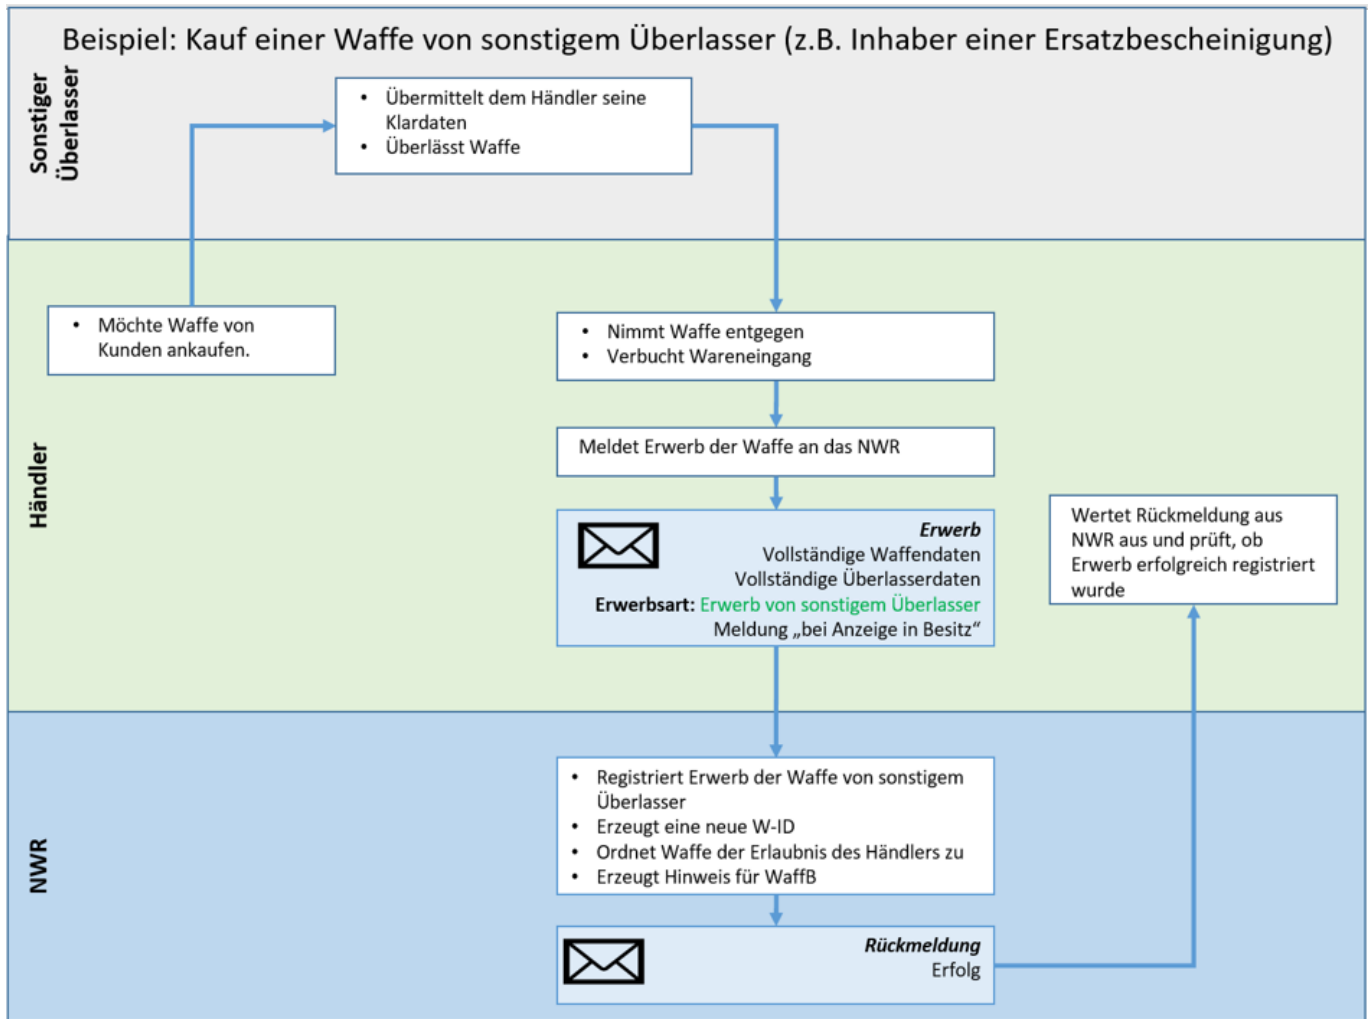 Beispiel: Kauf einer Waffe von sonstigem Überlasser (z.B. Inhaber einer Ersatzbescheinigung)
Sonstiger
Überlasser
• Übermittelt dem Händler seine
Klardaten
• Überlässt Waffe
Händler
• Möchte Waffe von
Kunden ankaufen.
• Nimmt Waffe entgegen
• Verbucht Wareneingang
Meldet Erwerb der Waffe an das NWR
Erwerb
Vollständige Waffendaten
Vollständige Überlasserdaten
Erwerbsart: Erwerb von sonstigem Überlasser
Meldung „bei Anzeige in Besitz“
Wertet Rückmeldung aus
NWR aus und prüft, ob
Erwerb erfolgreich registriert
wurde
NWR
• Registriert Erwerb der Waffe von sonstigem
Überlasser
• Erzeugt eine neue W-ID
• Ordnet Waffe der Erlaubnis des Händlers zu
• Erzeugt Hinweis für WaffB
Rückmeldung
Erfolg